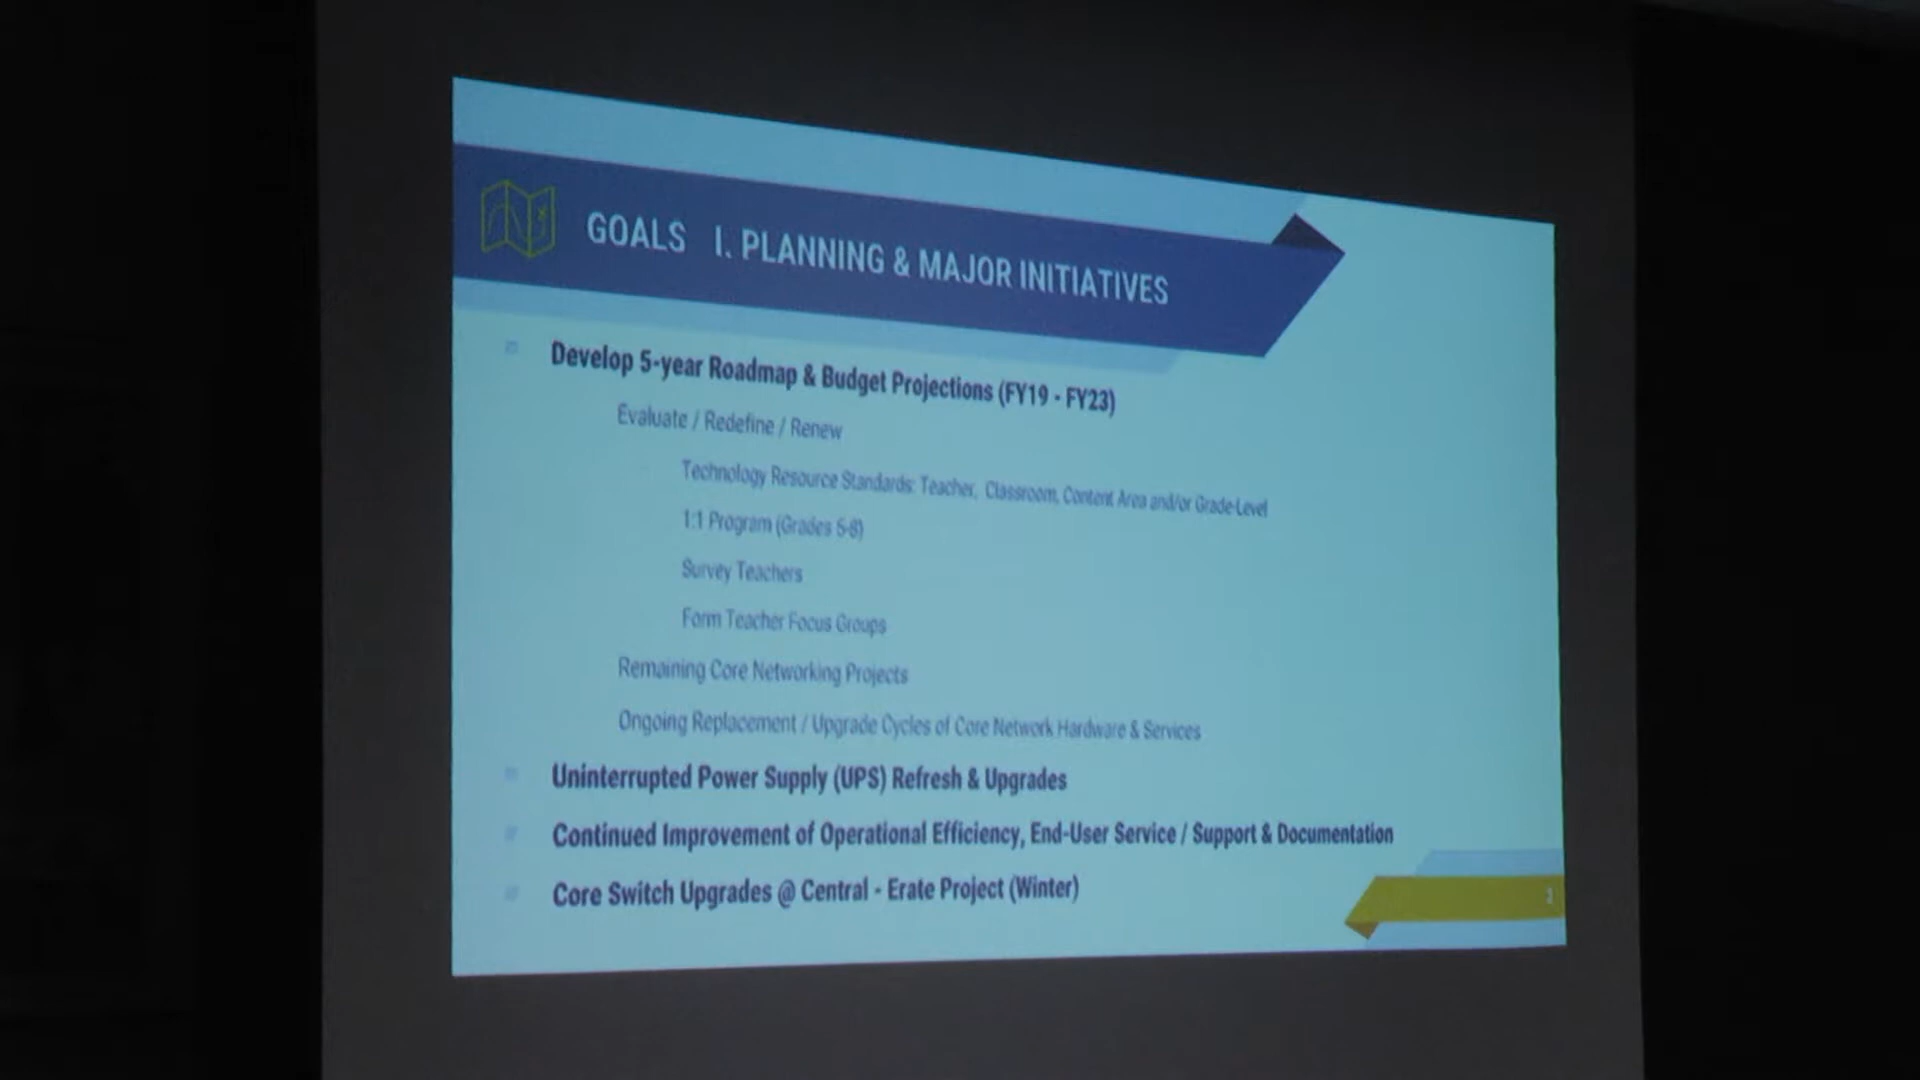 GOALS I. PLANNING & MAJOR INITIATIVES
Develop 5-year Roadmap & Budget Projections (FY19 - FY23)
Evaluate / Redefine / Renew
Technology Resource Standards: Teacher, Classroom, Content Area and/or Grade-Level
1:1 Program (Grades 6-8)
Survey Teachers
Form Teacher Focus Groups
Remaining Core Networking Projects
Ongoing Replacement / Upgrade Cycles of Core Network Hardware & Services
Uninterrupted Power Supply (UPS) Refresh & Upgrades
Continued Improvement of Operational Efficiency, End-User Service / Support & Documentation
Core Switch Upgrades @ Central - Erate Project (Winter)